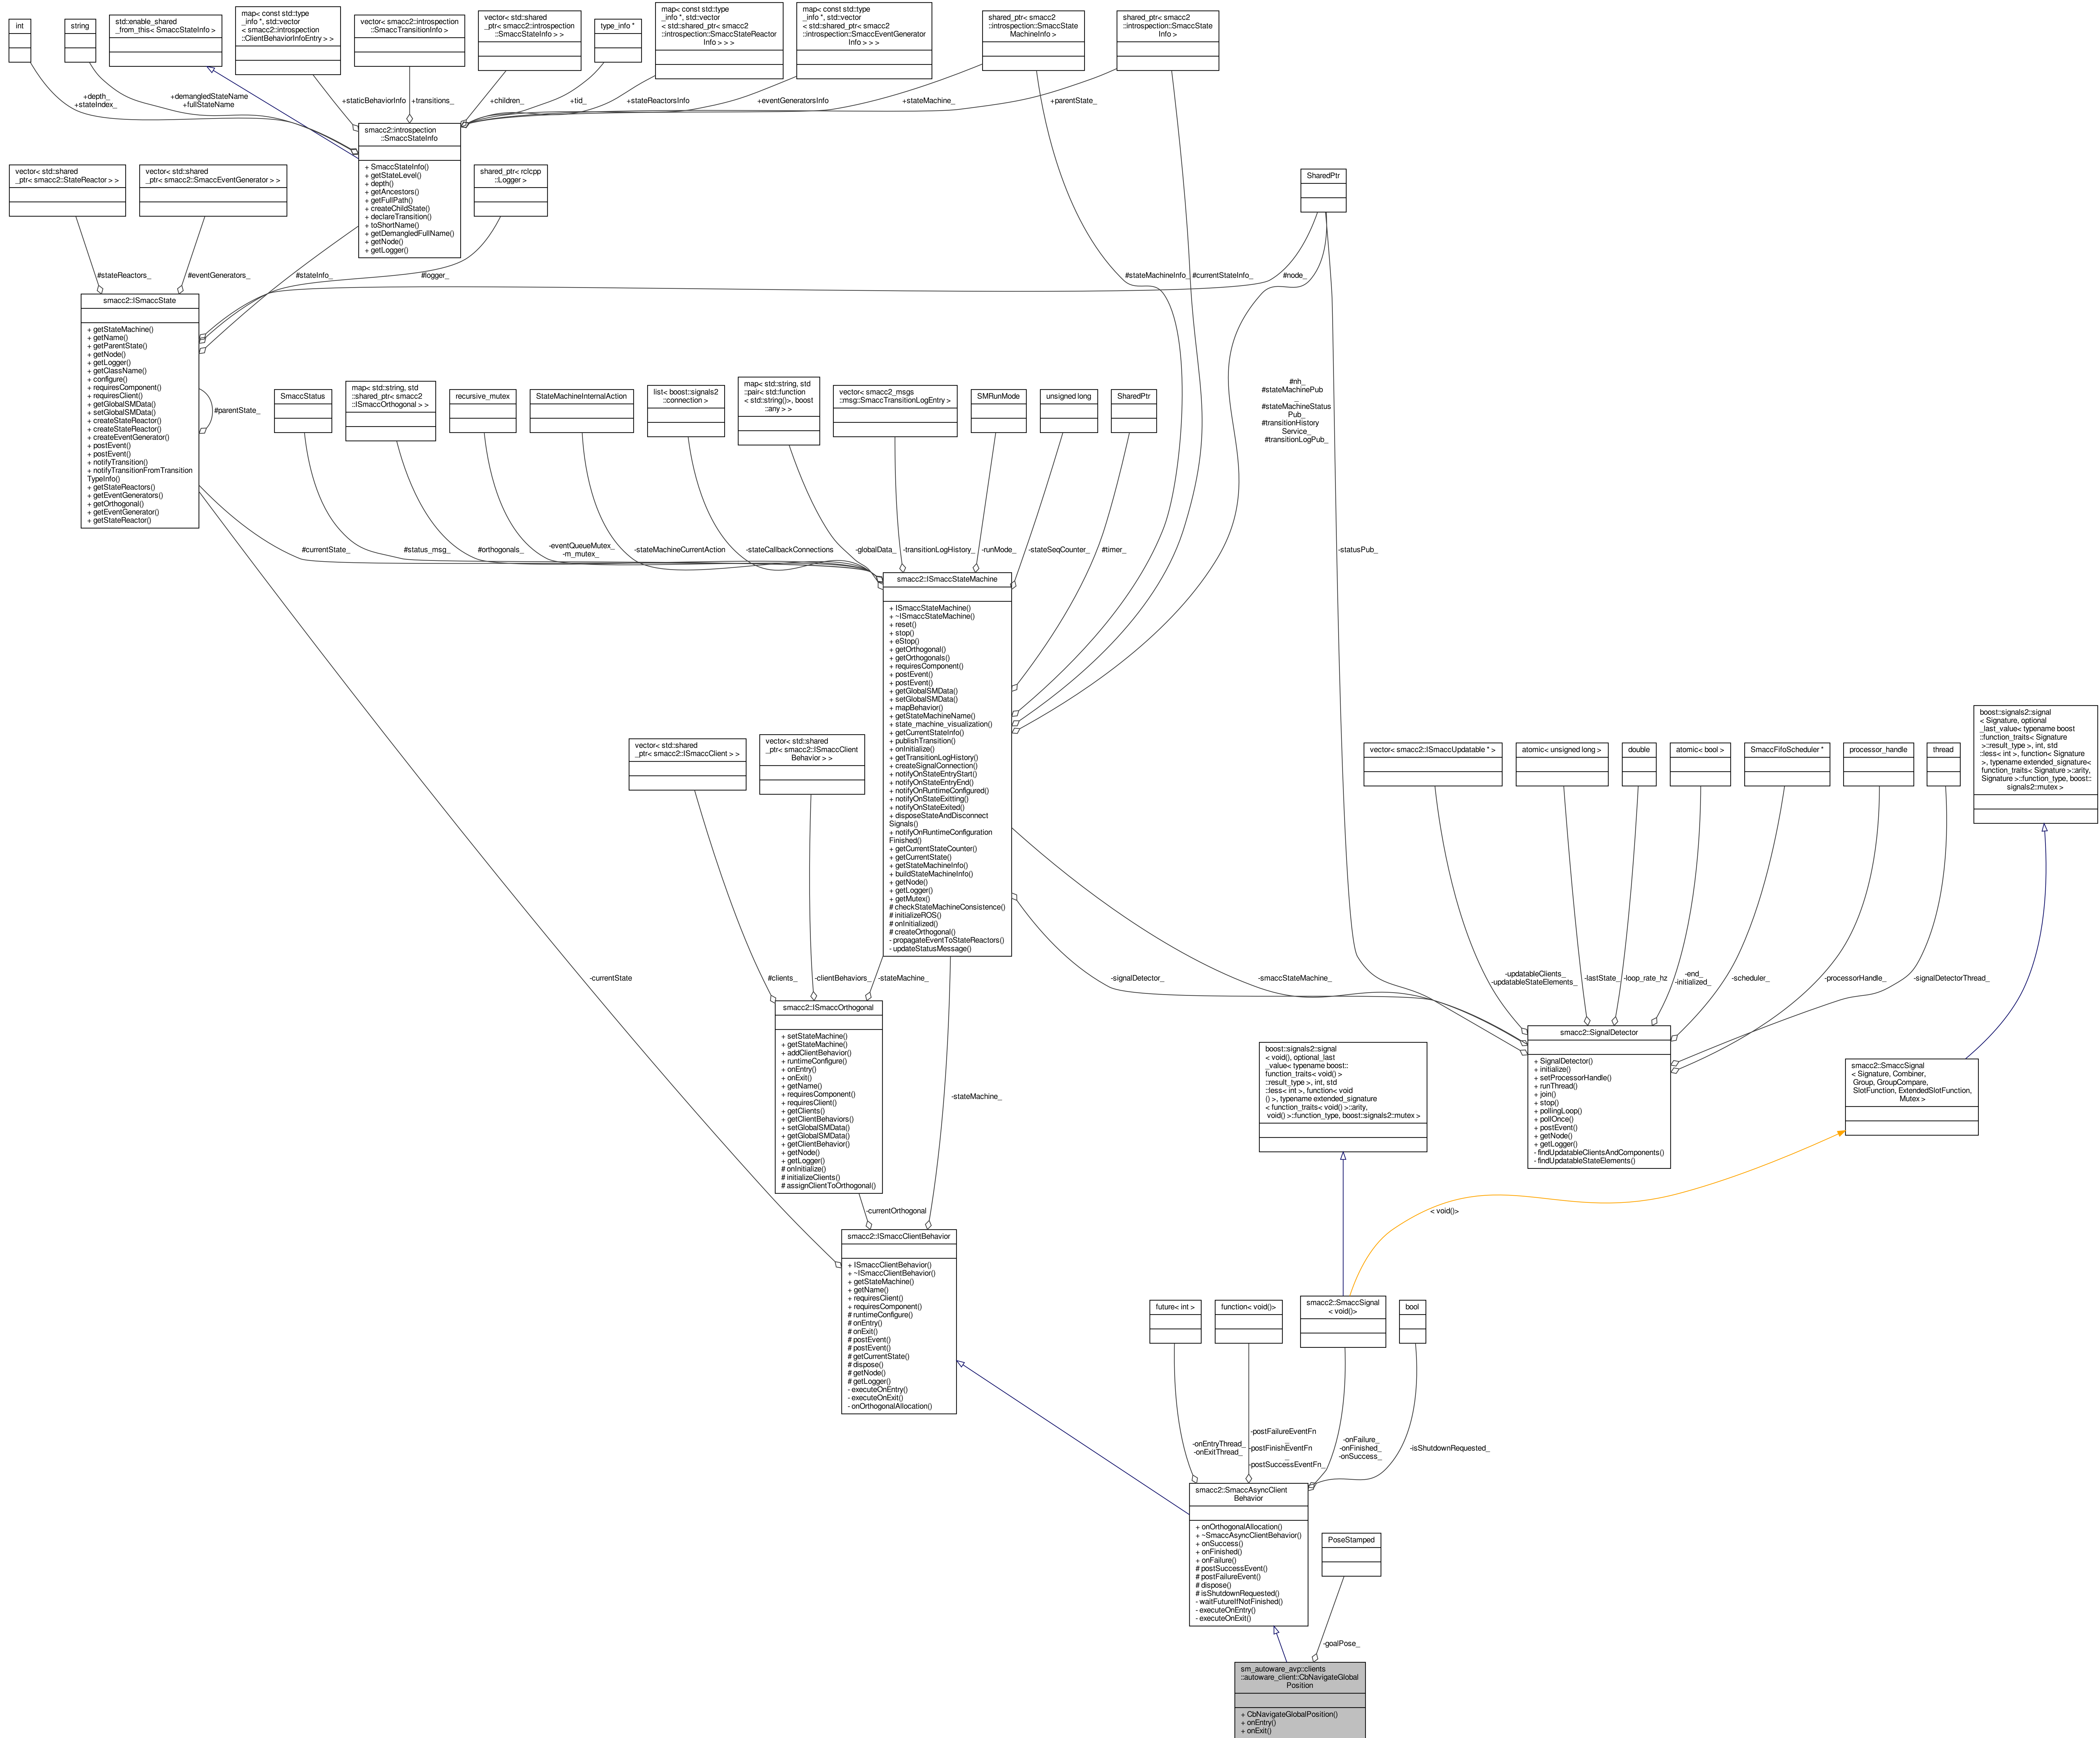 int
string
std::enable_shared
_from_this< SmaccStateInfo >
map< const std::type
_info *, std::vector
< smacc2::introspection
::ClientBehaviorInfoEntry > >
vector< smacc2::introspection
::SmaccTransitionInfo >
vector< std::shared
_ptr< smacc2::introspection
::SmaccStateInfo > >
type_info *
map< const std::type
_info *, std::vector
< std::shared_ptr< smacc2
::introspection::SmaccStateReactor
Info > > >
map< const std::type
_info *, std::vector
< std::shared_ptr< smacc2
::introspection::SmaccEventGenerator
Info > > >
shared_ptr< smacc2
::introspection::SmaccState
MachineInfo >
shared_ptr< smacc2
::introspection::SmaccState
Info >
+depth_
+stateIndex_
+demangledStateName
+fullStateName
+staticBehaviorInfo
+transitions_
+children_
+tid_
+stateReactorsInfo
+eventGeneratorsInfo
+stateMachine_
+parentState_
smacc2::introspection
::SmaccStateInfo
+ SmaccStateInfo()
+ getStateLevel()
+ depth()
+ getAncestors()
+ getFullPath()
+ createChildState()
+ declareTransition()
+ toShortName()
+ getDemangledFullName()
+ getNode()
+ getLogger()
vector< std::shared
_ptr< smacc2::StateReactor > >
vector< std::shared
_ptr< smacc2::SmaccEventGenerator > >
shared_ptr< rclcpp
::Logger >
SharedPtr
#stateReactors_
#eventGenerators_
#stateInfo_
#logger_
#stateMachineInfo_
#currentStateInfo_
#node_
smacc2::ISmaccState
+ getStateMachine()
+ getName()
+ getParentState()
+ getNode()
+ getLogger()
+ getClassName()
+ configure()
+ requiresComponent()
+ requiresClient()
+ getGlobalSMData()
+ setGlobalSMData()
+ createStateReactor()
+ createStateReactor()
+ createEventGenerator()
+ postEvent()
+ postEvent()
+ notifyTransition()
+ notifyTransitionFromTransition
TypeInfo()
+ getStateReactors()
+ getEventGenerators()
+ getOrthogonal()
+ getEventGenerator()
+ getStateReactor()
#parentState_
SmaccStatus
map< std::string, std
::shared_ptr< smacc2
::ISmaccOrthogonal > >
recursive_mutex
StateMachineInternalAction
list< boost::signals2
::connection >
map< std::string, std
::pair< std::function
< std::string()>, boost
::any > >
vector< smacc2_msgs
::msg::SmaccTransitionLogEntry >
SMRunMode
unsigned long
SharedPtr
#nh_
#stateMachinePub
_
#stateMachineStatus
Pub_
#transitionHistory
Service_
#transitionLogPub_
#currentState_
#status_msg_
#orthogonals_
-eventQueueMutex_
-m_mutex_
-stateMachineCurrentAction
-stateCallbackConnections
-globalData_
-transitionLogHistory_
-runMode_
-stateSeqCounter_
#timer_
-statusPub_
smacc2::ISmaccStateMachine
+ ISmaccStateMachine()
+ ~ISmaccStateMachine()
+ reset()
+ stop()
+ eStop()
+ getOrthogonal()
+ getOrthogonals()
+ requiresComponent()
+ postEvent()
+ postEvent()
+ getGlobalSMData()
+ setGlobalSMData()
+ mapBehavior()
+ getStateMachineName()
+ state_machine_visualization()
+ getCurrentStateInfo()
+ publishTransition()
+ onInitialize()
+ getTransitionLogHistory()
+ createSignalConnection()
+ notifyOnStateEntryStart()
+ notifyOnStateEntryEnd()
+ notifyOnRuntimeConfigured()
+ notifyOnStateExitting()
+ notifyOnStateExited()
+ disposeStateAndDisconnect
Signals()
+ notifyOnRuntimeConfiguration
Finished()
+ getCurrentStateCounter()
+ getCurrentState()
+ getStateMachineInfo()
+ buildStateMachineInfo()
+ getNode()
+ getLogger()
+ getMutex()
# checkStateMachineConsistence()
# initializeROS()
# onInitialized()
# createOrthogonal()
- propagateEventToStateReactors()
- updateStatusMessage()
vector< std::shared
_ptr< smacc2::ISmaccClient > >
vector< std::shared
_ptr< smacc2::ISmaccClient
Behavior > >
vector< smacc2::ISmaccUpdatable * >
atomic< unsigned long >
double
atomic< bool >
SmaccFifoScheduler *
processor_handle
thread
boost::signals2::signal
< Signature, optional
_last_value< typename boost
::function_traits< Signature
>::result_type >, int, std
::less< int >, function< Signature
>, typename extended_signature<
function_traits< Signature >::arity,
Signature >::function_type, boost::
signals2::mutex >
-currentState
#clients_
-clientBehaviors_
-stateMachine_
-signalDetector_
-smaccStateMachine_
-updatableClients_
-updatableStateElements_
-lastState_
-loop_rate_hz
-end_
-initialized_
-scheduler_
-processorHandle_
-signalDetectorThread_
smacc2::ISmaccOrthogonal
+ setStateMachine()
+ getStateMachine()
+ addClientBehavior()
+ runtimeConfigure()
+ onEntry()
+ onExit()
+ getName()
+ requiresComponent()
+ requiresClient()
+ getClients()
+ getClientBehaviors()
+ setGlobalSMData()
+ getGlobalSMData()
+ getClientBehavior()
+ getNode()
+ getLogger()
# onInitialize()
# initializeClients()
# assignClientToOrthogonal()
-stateMachine_
boost::signals2::signal
< void(), optional_last
_value< typename boost::
function_traits< void() >
::result_type >, int, std
::less< int >, function< void
() >, typename extended_signature
< function_traits< void() >::arity,
void() >::function_type, boost::signals2::mutex >
smacc2::SignalDetector
+ SignalDetector()
+ initialize()
+ setProcessorHandle()
+ runThread()
+ join()
+ stop()
+ pollingLoop()
+ pollOnce()
+ postEvent()
+ getNode()
+ getLogger()
- findUpdatableClientsAndComponents()
- findUpdatableStateElements()
smacc2::SmaccSignal
< Signature, Combiner,
Group, GroupCompare,
SlotFunction, ExtendedSlotFunction,
Mutex >
-currentOrthogonal
< void()>
smacc2::ISmaccClientBehavior
+ ISmaccClientBehavior()
+ ~ISmaccClientBehavior()
+ getStateMachine()
+ getName()
+ requiresClient()
+ requiresComponent()
# runtimeConfigure()
# onEntry()
# onExit()
# postEvent()
# postEvent()
# getCurrentState()
# dispose()
# getNode()
# getLogger()
- executeOnEntry()
- executeOnExit()
- onOrthogonalAllocation()
future< int >
function< void()>
smacc2::SmaccSignal
< void()>
bool
-onEntryThread_
-onExitThread_
-postFailureEventFn
_
-postFinishEventFn
_
-postSuccessEventFn_
-onFailure_
-onFinished_
-onSuccess_
-isShutdownRequested_
smacc2::SmaccAsyncClient
Behavior
+ onOrthogonalAllocation()
+ ~SmaccAsyncClientBehavior()
+ onSuccess()
+ onFinished()
+ onFailure()
# postSuccessEvent()
# postFailureEvent()
# dispose()
# isShutdownRequested()
- waitFutureIfNotFinished()
- executeOnEntry()
- executeOnExit()
PoseStamped
-goalPose_
sm_autoware_avp::clients
::autoware_client::CbNavigateGlobal
Position
+ CbNavigateGlobalPosition()
+ onEntry()
+ onExit()